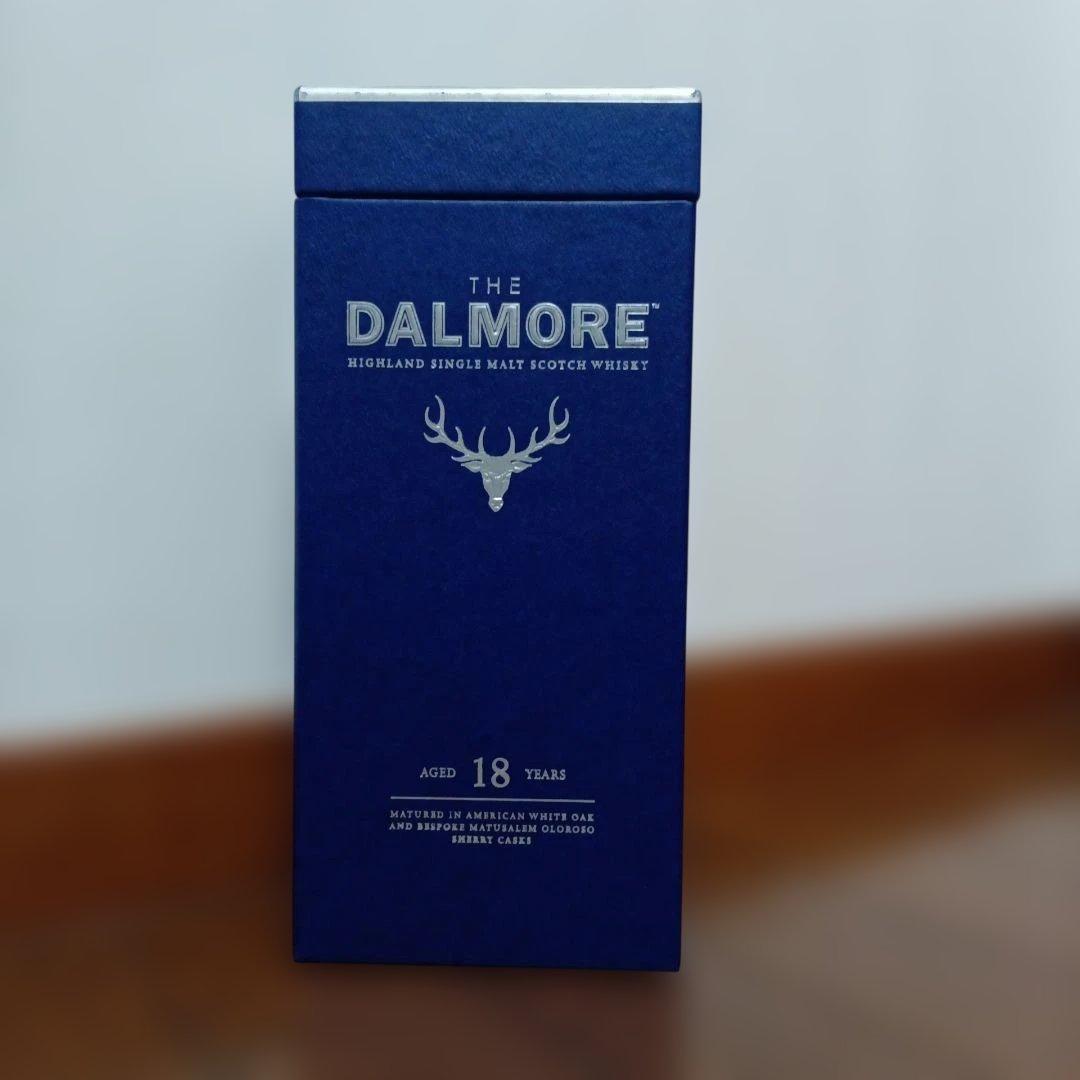 THE
DALMORE™
HIGHLAND SINGLE MALT SCOTCH WHISKY
AGED 18 YEARS
MATURED IN AMERICAN WHITE OAK
AND BESPOKE MATUSALEM OLOROSO
SHERRY CASKS